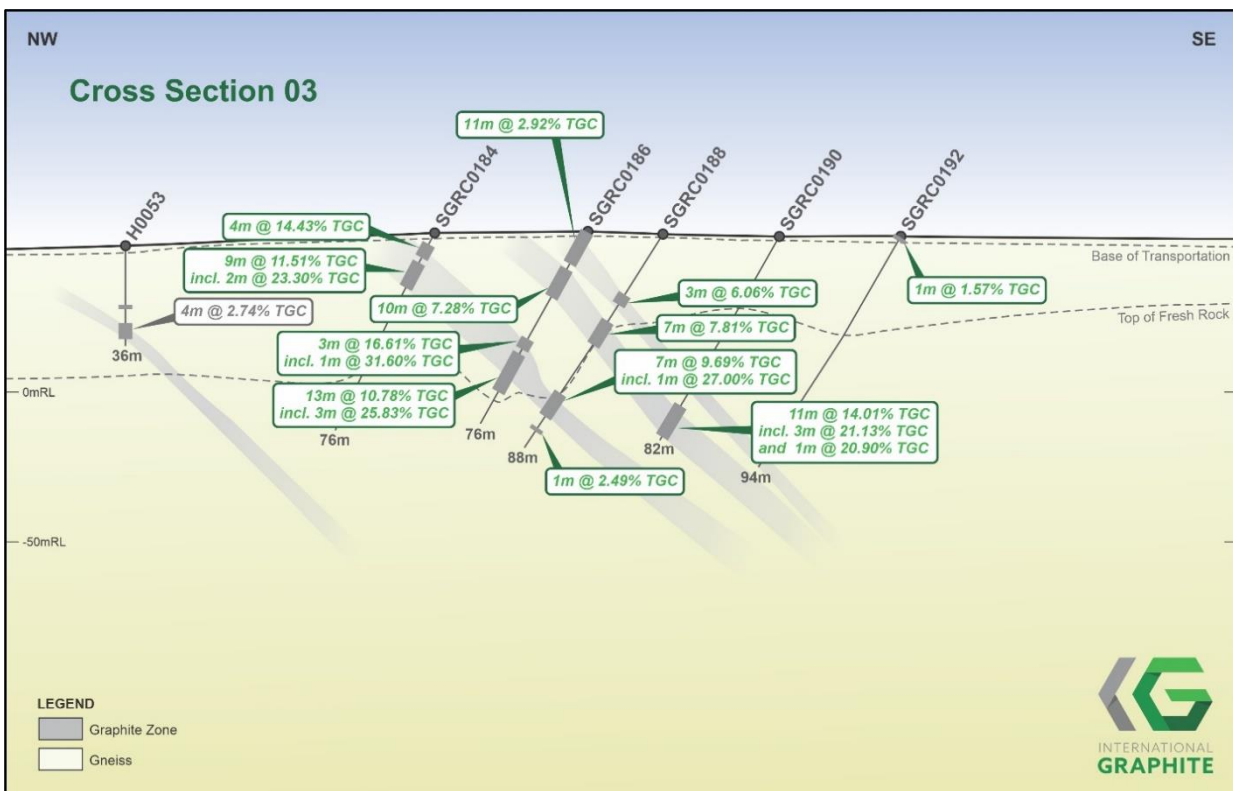 NW
SE
Cross Section 03
11m @ 2.92% TGC
H0053
SGRC0184
SGRC0186
SGRC0188
SGRC0190
SGRC0192
4m @ 14.43% TGC
9m @ 11.51% TGC
incl. 2m @ 23.30% TGC
Base of Transportation
10m @ 7.28% TGC
3m @ 6.06% TGC
1m @ 1.57% TGC
4m @ 2.74% TGC
7m @ 7.81% TGC
Top of Fresh Rock
36m
3m @ 16.61% TGC
incl. 1m @ 31.60% TGC
7m @ 9.69% TGC
incl. 1m @ 27.00% TGC
0mRL
13m @ 10.78% TGC
incl. 3m @ 25.83% TGC
11m @ 14.01% TGC
incl. 3m @ 21.13% TGC
and 1m @ 20.90% TGC
76m
76m
88m
82m
94m
1m @ 2.49% TGC
-50mRL
LEGEND
Graphite Zone
Gneiss
INTERNATIONAL
GRAPHITE